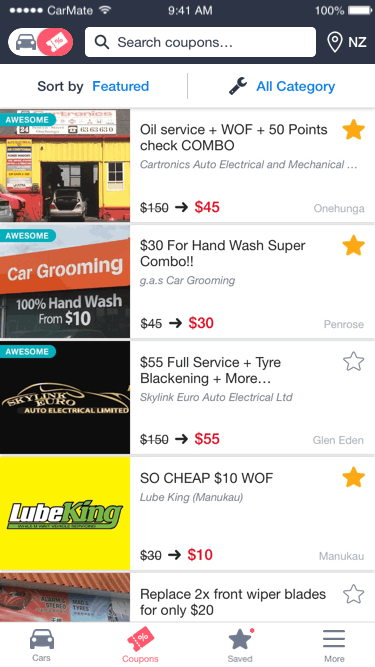 CarMate
9:41 AM
100%
Search coupons...
NZ
Sort by Featured
All Category
AWESOME
Oil service + WOF + 50 Points
check COMBO
Cartronics Auto Electrical and Mechanical ...
$150 → $45
Onehunga
AWESOME
Car Grooming
100% Hand Wash
From $10
$30 For Hand Wash Super
Combo!!
g.a.s Car Grooming
$45 → $30
Penrose
AWESOME
SKYLINK
EURO
AUTO ELECTRICAL LIMITED
$55 Full Service + Tyre
Blackening + More...
Skylink Euro Auto Electrical Ltd
$150 → $55
Glen Eden
LubeKing
SO CHEAP $10 WOF
Lube King (Manukau)
$30 → $10
Manukau
Replace 2x front wiper blades
for only $20
Cars
Coupons
Saved
More